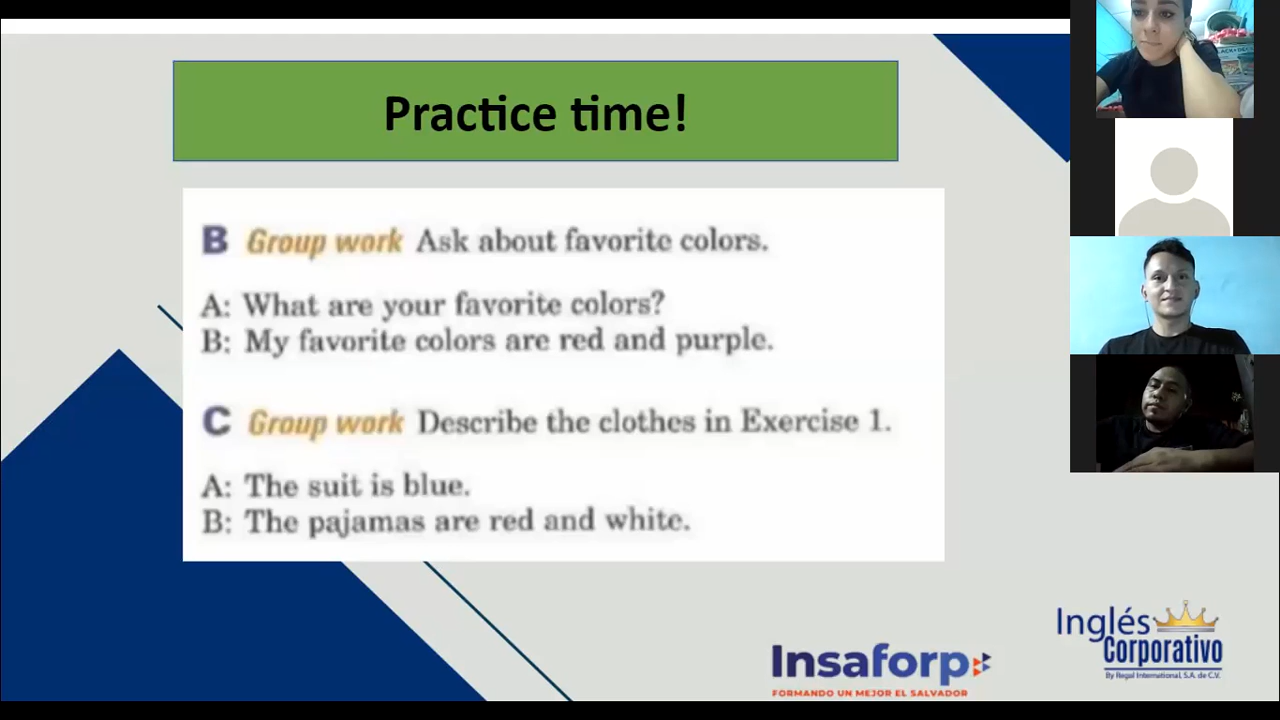 Practice time!
B Group work Ask about favorite colors.
A: What are your favorite colors?
B: My favorite colors are red and purple.
C Group work Describe the clothes in Exercise 1.
A: The suit is blue.
B: The pajamas are red and white.
Insaforp
FORMANDO UN MEJOR EL SALVADOR
Inglés
Corporativo
By Regal International, S.A. de C.V.